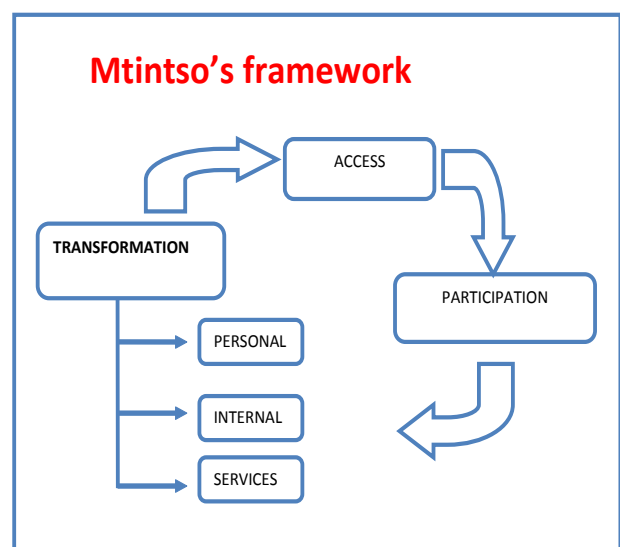 Mtintso’s framework
ACCESS
TRANSFORMATION
PARTICIPATION
PERSONAL
INTERNAL
SERVICES